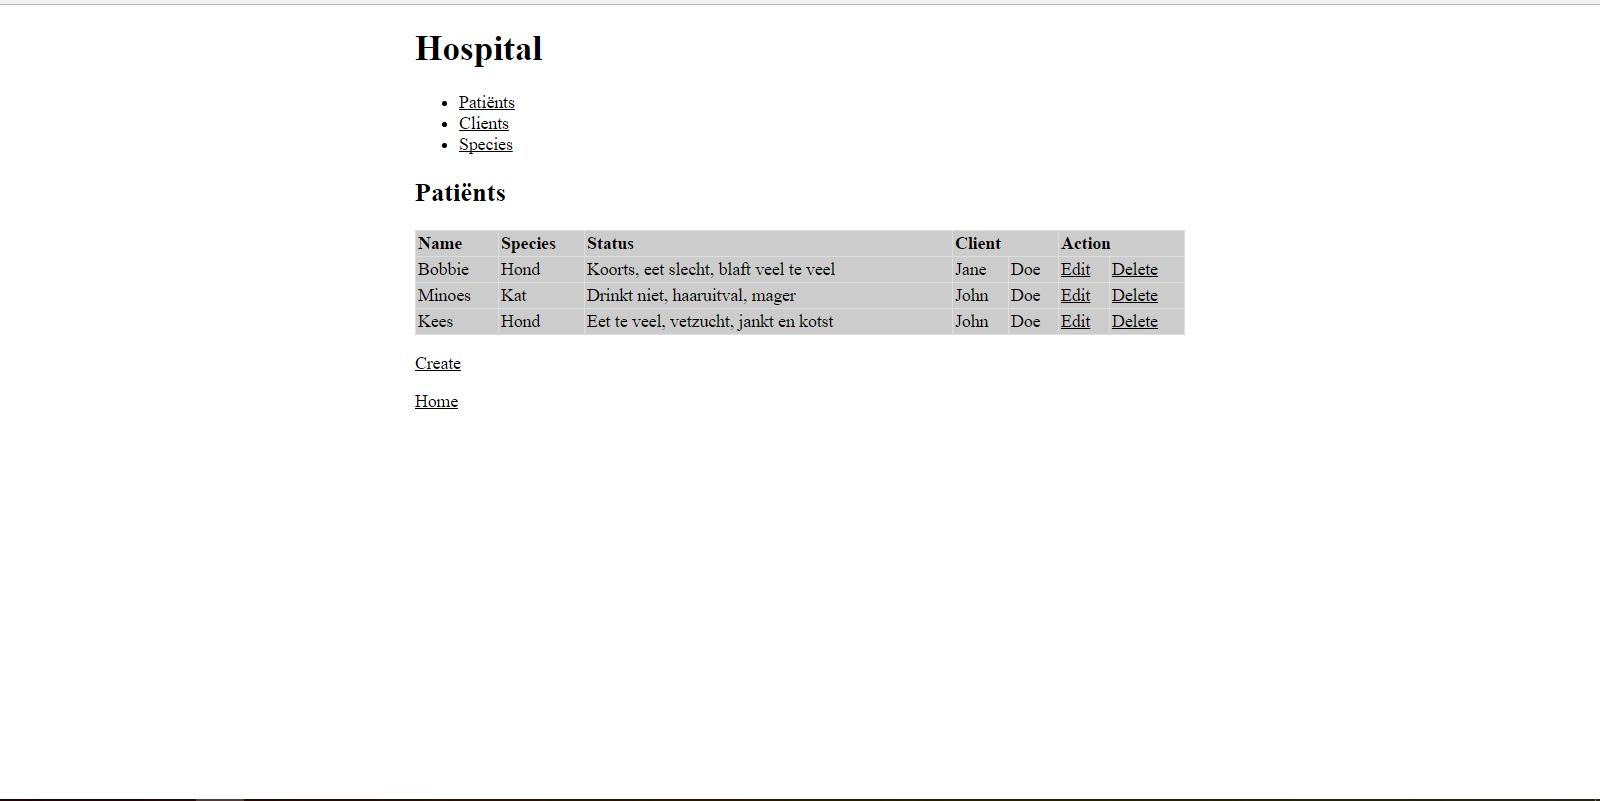 Hospital
Patiënts
Clients
Species
Patiënts
Name Species Status Client Action
Bobbie Hond Koorts, eet slecht, blaft veel te veel Jane Doe Edit Delete
Minoes Kat Drinkt niet, haaruitval, mager John Doe Edit Delete
Kees Hond Eet te veel, vetzucht, jankt en kotst John Doe Edit Delete
Create
Home